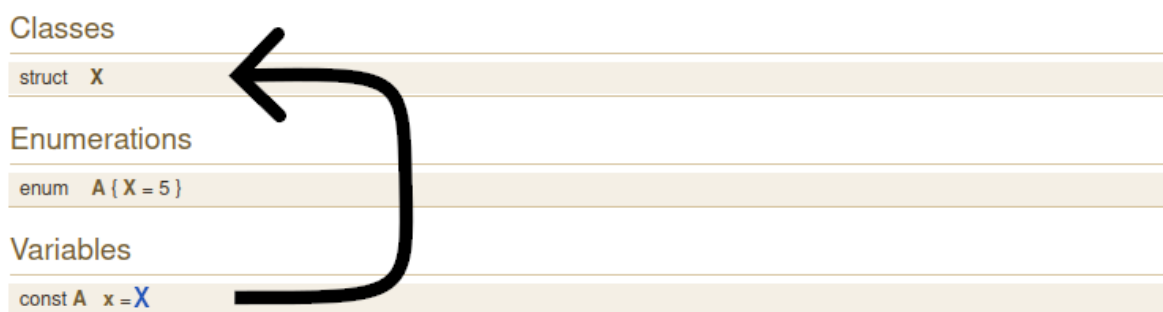 Classes
struct X
Enumerations
enum A { X = 5 }
Variables
const A x = X